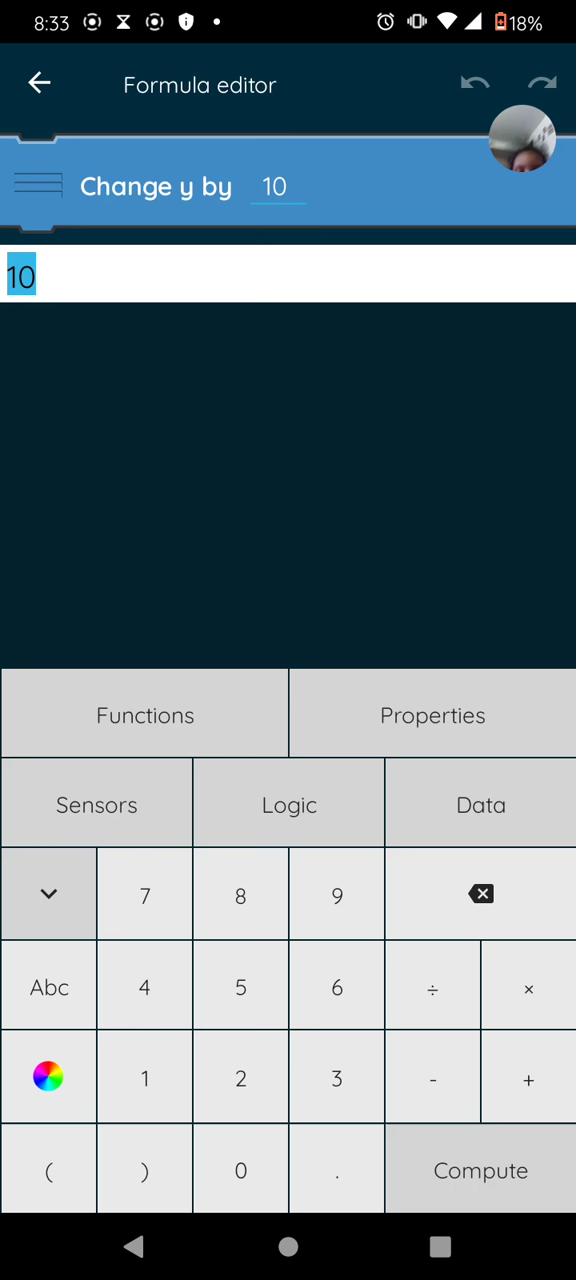 8:33 18%
Formula editor
Change y by 10
10
Functions Properties
Sensors Logic Data
7 8 9
Abc 4 5 6 ÷ ×
1 2 3 - +
( ) 0 . Compute